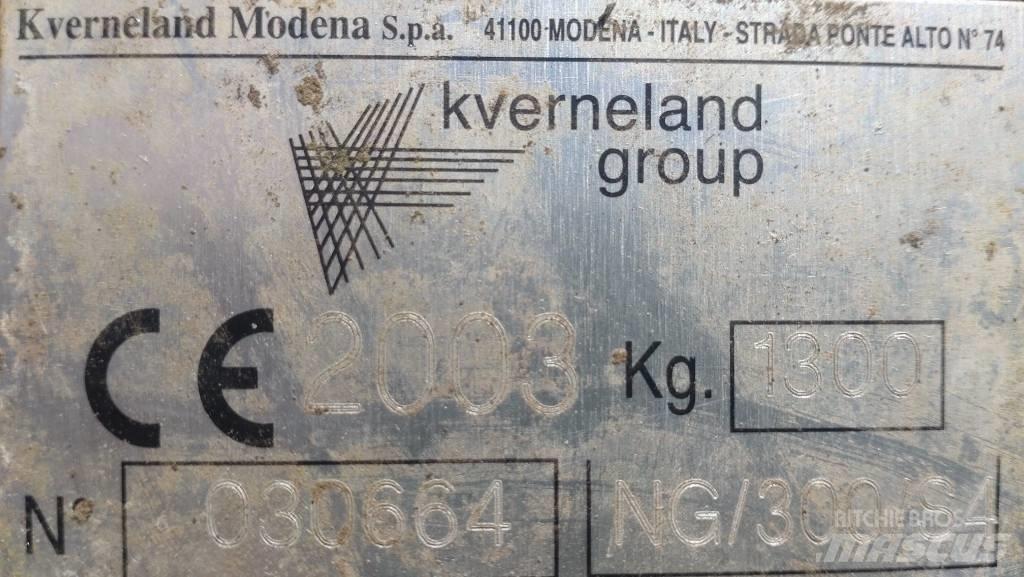 Kverneland Modena S.p.a. 41100-MODENA - ITALY - STRADA PONTE ALTO N° 74
kverneland
group
CE 2003 Kg. 1300
N° 030664 NG/300/S4
RITCHIE BROS
MASCUS